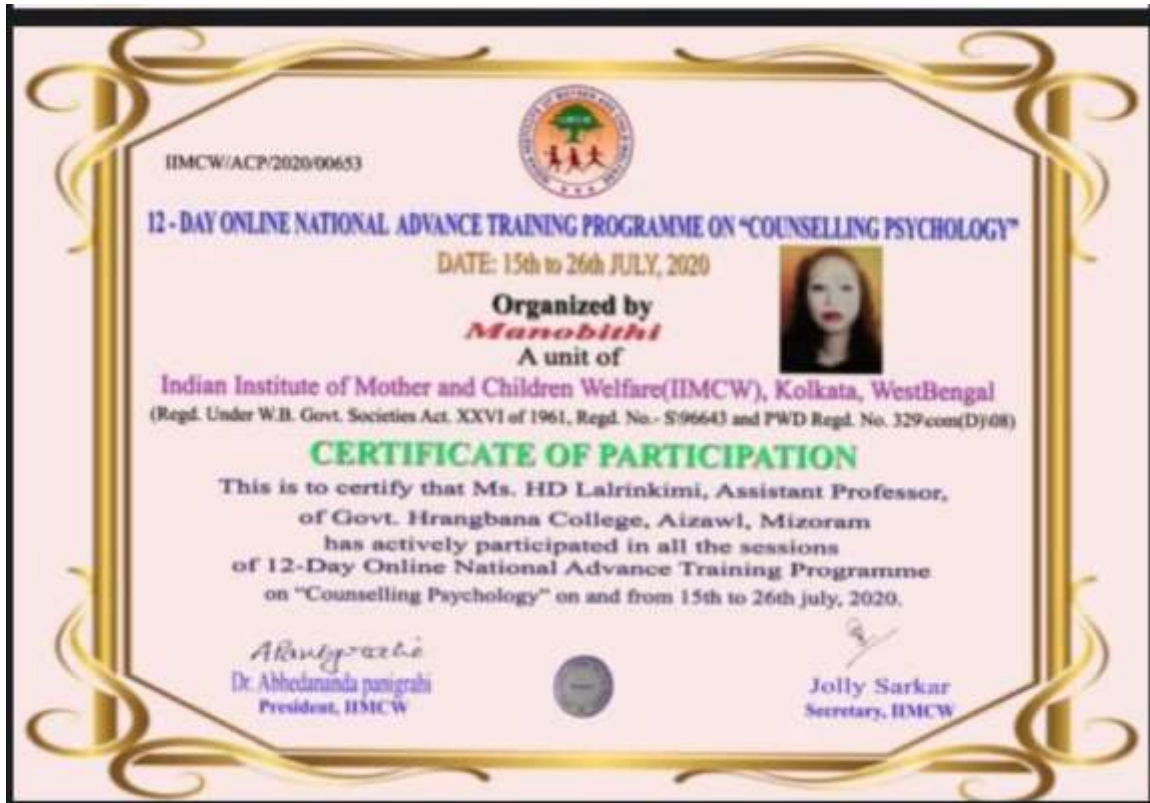 IIMCW/ACP/2020/00653
IIMCW
12 - DAY ONLINE NATIONAL ADVANCE TRAINING PROGRAMME ON “COUNSELLING PSYCHOLOGY”
DATE: 15th to 26th JULY, 2020
Organized by
Manobithi
A unit of
Indian Institute of Mother and Children Welfare(IIMCW), Kolkata, WestBengal
(Regd. Under W.B. Govt. Societies Act. XXVI of 1961, Regd. No.- S\96643 and PWD Regd. No. 329\com(D)\08)
CERTIFICATE OF PARTICIPATION
This is to certify that Ms. HD Lalrinkimi, Assistant Professor,
of Govt. Hrangbana College, Aizawl, Mizoram
has actively participated in all the sessions
of 12-Day Online National Advance Training Programme
on “Counselling Psychology” on and from 15th to 26th july, 2020.
Dr. Abhedananda panigrahi
President, IIMCW
Jolly Sarkar
Secretary, IIMCW